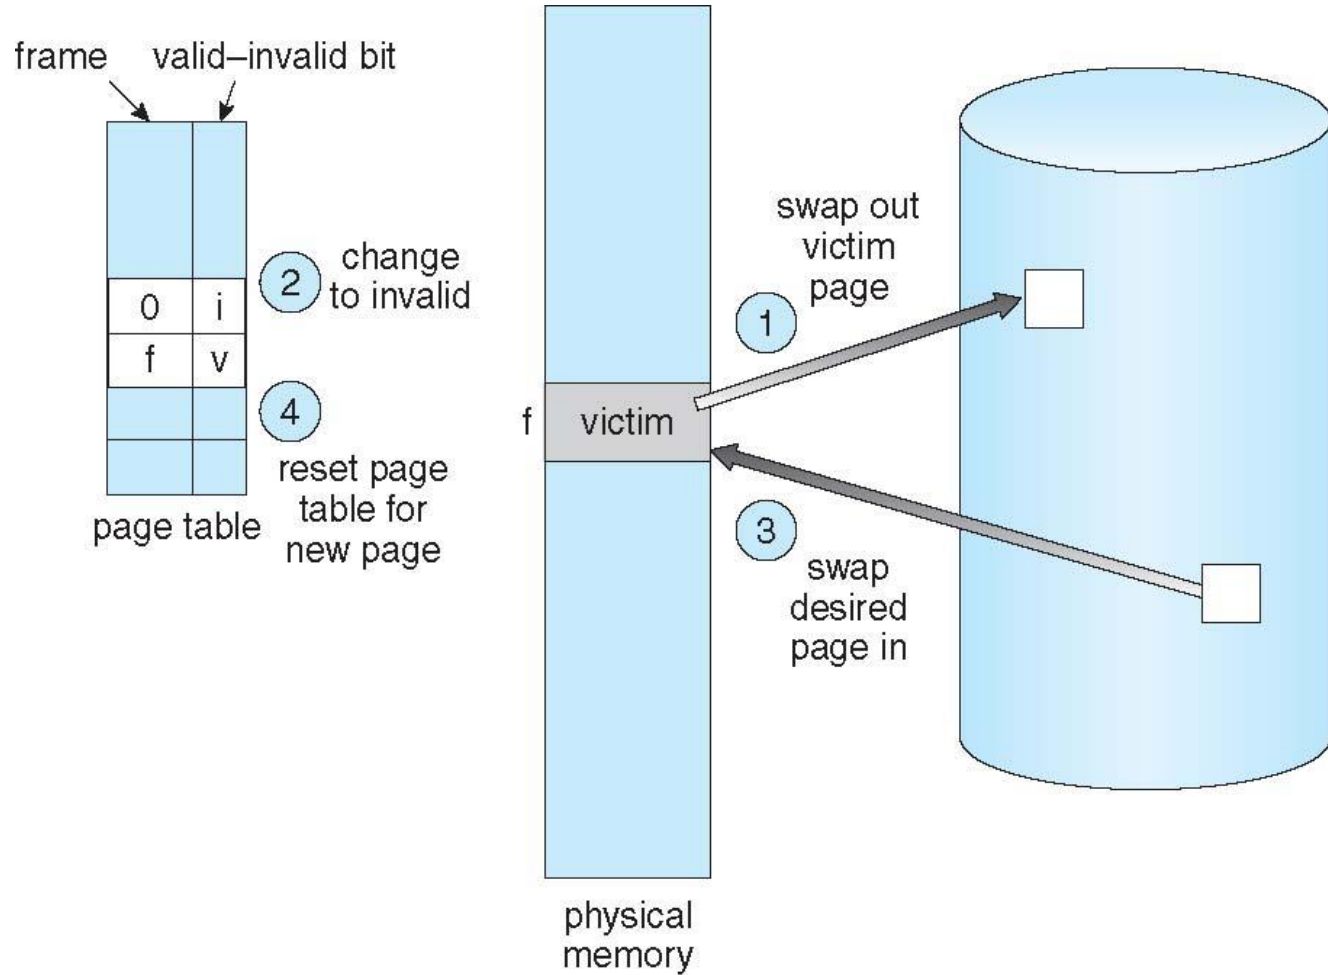 frame
valid–invalid bit
0
i
f
v
page table
2
change
to invalid
4
reset page
table for
new page
f
victim
physical
memory
swap out
victim
page
1
3
swap
desired
page in